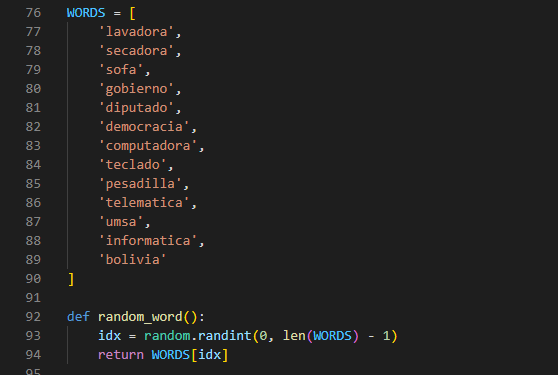 76 WORDS = [
77     'lavadora',
78     'secadora',
79     'sofa',
80     'gobierno',
81     'diputado',
82     'democracia',
83     'computadora',
84     'teclado',
85     'pesadilla',
86     'telematica',
87     'umsa',
88     'informatica',
89     'bolivia'
90 ]
91
92 def random_word():
93     idx = random.randint(0, len(WORDS) - 1)
94     return WORDS[idx]
95